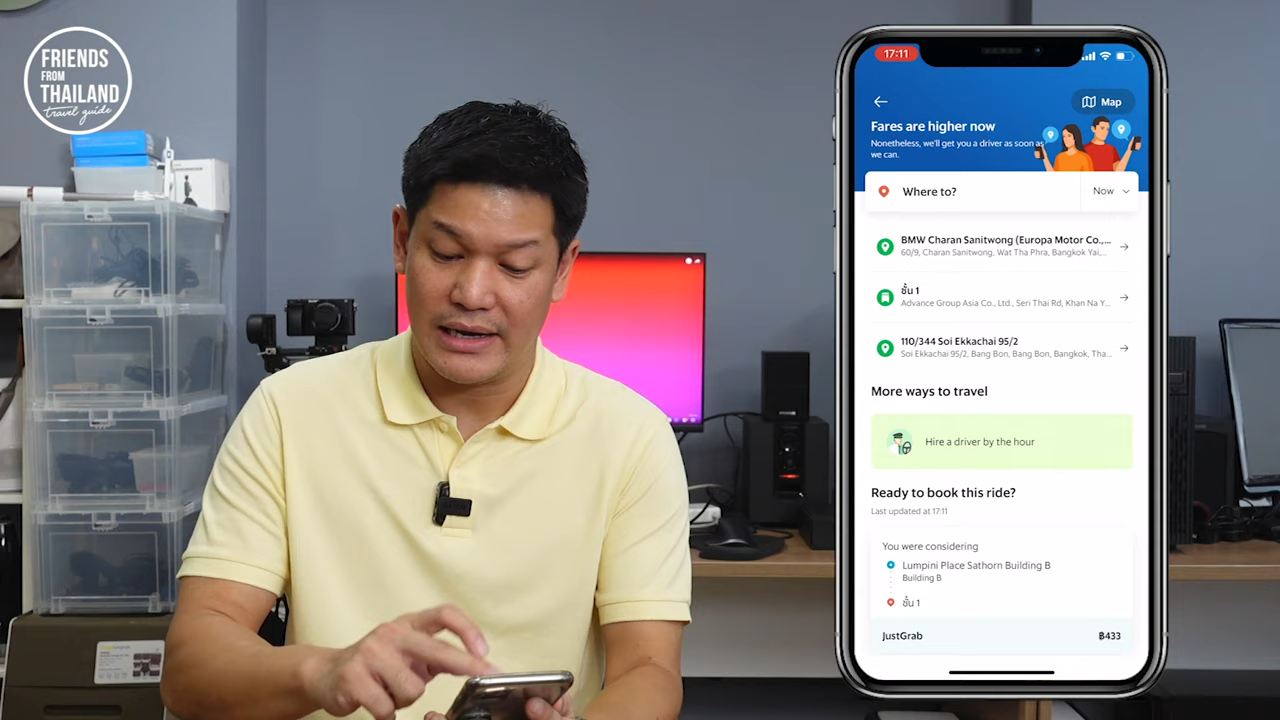 FRIENDS
FROM
THAILAND
travel guide
17:11
Map
Fares are higher now
Nonetheless, we'll get you a driver as soon as
we can.
Where to?
Now
BMW Charan Sanitwong (Europa Motor Co.,...
60/9, Charan Sanitwong, Wat Tha Phra, Bangkok Yai,...
ชั้น 1
Advance Group Asia Co., Ltd., Seri Thai Rd, Khan Na Y...
110/344 Soi Ekkachai 95/2
Soi Ekkachai 95/2, Bang Bon, Bang Bon, Bangkok, Tha...
More ways to travel
Hire a driver by the hour
Ready to book this ride?
Last updated at 17:11
You were considering
Lumpini Place Sathorn Building B
Building B
ชั้น 1
JustGrab
฿433